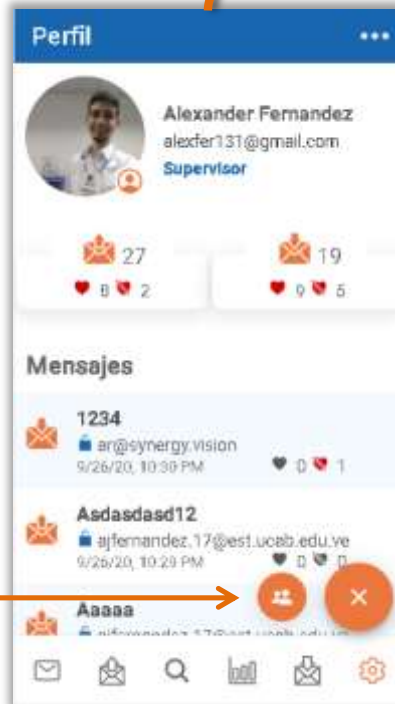 Perfil
Alexander Fernandez
alexfer131@gmail.com
Supervisor
27
8 2
19
9 5
Mensajes
1234
ar@synergy.vision
9/26/20, 10:30 PM
0 1
Asdasdasd12
ajfernandez.17@est.ucab.edu.ve
9/26/20, 10:29 PM
0 0
Aaaaa